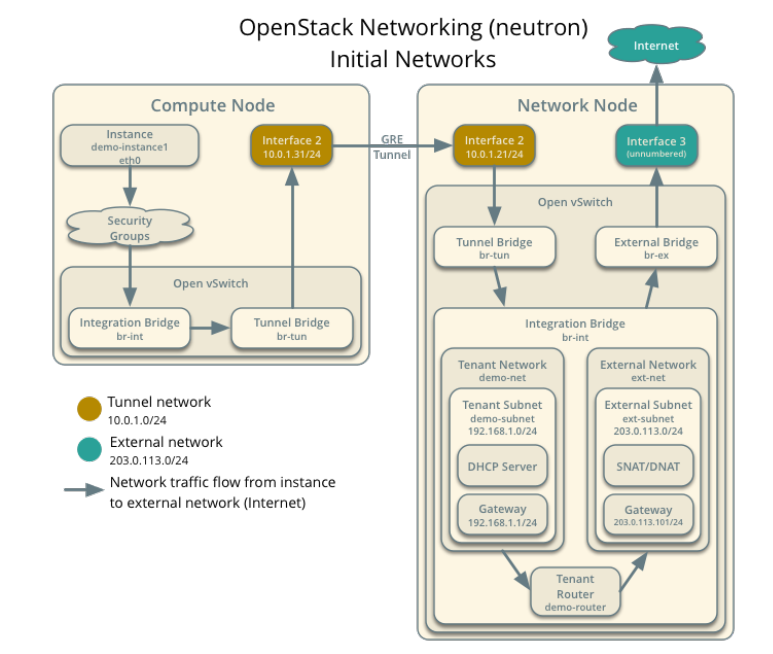 OpenStack Networking (neutron)
Initial Networks
Internet
Compute Node
Instance
demo-instance1
eth0
Interface 2
10.0.1.31/24
Security
Groups
Open vSwitch
Integration Bridge
br-int
Tunnel Bridge
br-tun
GRE
Tunnel
Network Node
Interface 2
10.0.1.21/24
Interface 3
(unnumbered)
Open vSwitch
Tunnel Bridge
br-tun
External Bridge
br-ex
Integration Bridge
br-int
Tenant Network
demo-net
Tenant Subnet
demo-subnet
192.168.1.0/24
DHCP Server
Gateway
192.168.1.1/24
External Network
ext-net
External Subnet
ext-subnet
203.0.113.0/24
SNAT/DNAT
Gateway
203.0.113.101/24
Tenant
Router
demo-router
Tunnel network
10.0.1.0/24
External network
203.0.113.0/24
Network traffic flow from instance
to external network (Internet)